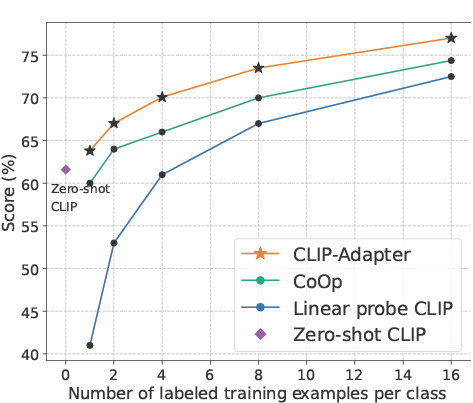 75
70
65
60
55
50
45
40
Score (%)
Zero-shot
CLIP
CLIP-Adapter
CoOp
Linear probe CLIP
Zero-shot CLIP
0 2 4 6 8 10 12 14 16
Number of labeled training examples per class